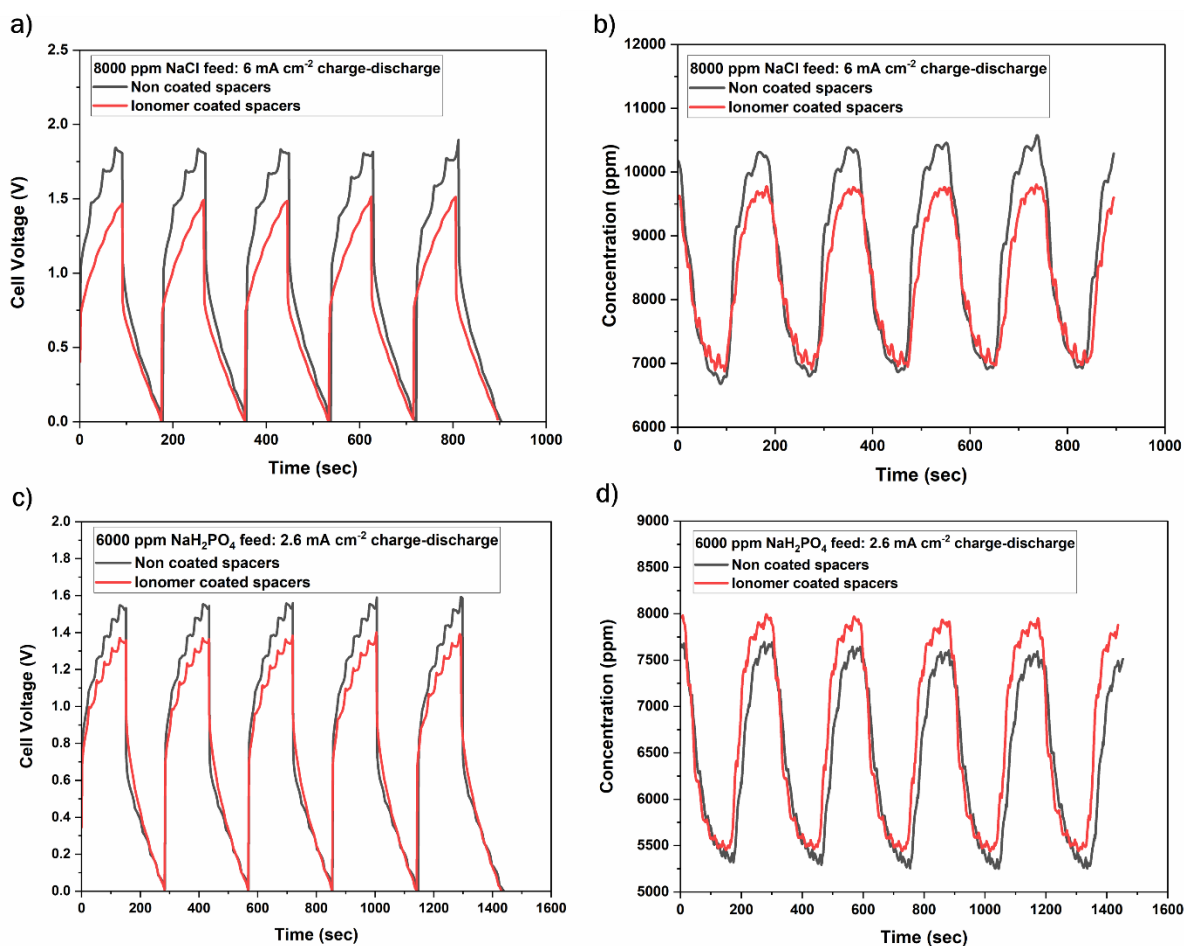 a)
2.5
2.0
1.5
1.0
0.5
0.0
Cell Voltage (V)
8000 ppm NaCl feed: 6 mA cm⁻² charge-discharge
Non coated spacers
Ionomer coated spacers
0 200 400 600 800 1000
Time (sec)
b)
12000
11000
10000
9000
8000
7000
6000
Concentration (ppm)
8000 ppm NaCl feed: 6 mA cm⁻² charge-discharge
Non coated spacers
Ionomer coated spacers
0 200 400 600 800 1000
Time (sec)
c)
2.0
1.8
1.6
1.4
1.2
1.0
0.8
0.6
0.4
0.2
0.0
Cell Voltage (V)
6000 ppm NaH₂PO₄ feed: 2.6 mA cm⁻² charge-discharge
Non coated spacers
Ionomer coated spacers
0 200 400 600 800 1000 1200 1400 1600
Time (sec)
d)
9000
8500
8000
7500
7000
6500
6000
5500
5000
Concentration (ppm)
6000 ppm NaH₂PO₄ feed: 2.6 mA cm⁻² charge-discharge
Non coated spacers
Ionomer coated spacers
0 200 400 600 800 1000 1200 1400 1600
Time (sec)